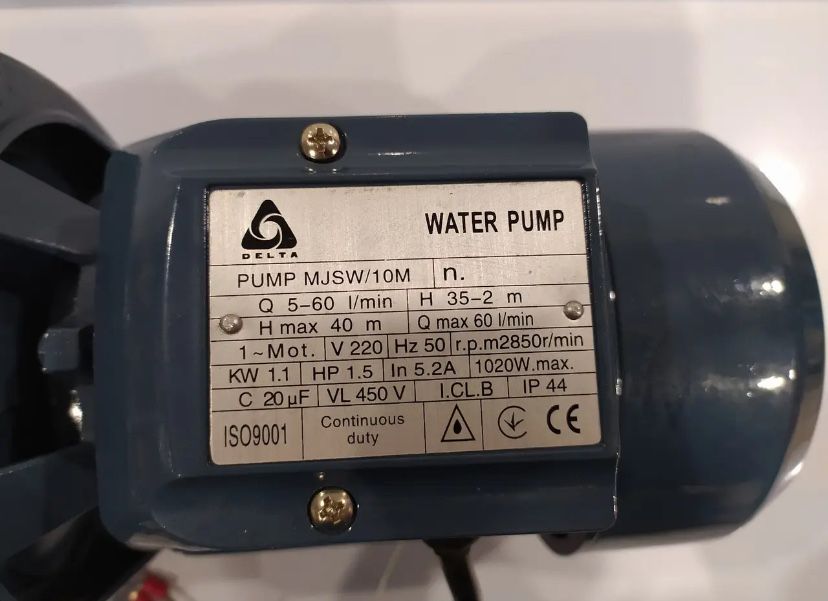 DELTA
WATER PUMP
PUMP MJSW/10M n.
Q 5-60 l/min H 35-2 m
H max 40 m Q max 60 l/min
1~Mot. V 220 Hz 50 r.p.m2850r/min
KW 1.1 HP 1.5 In 5.2A 1020W.max.
C 20µF VL 450 V I.CL.B IP 44
ISO9001 Continuous duty CE